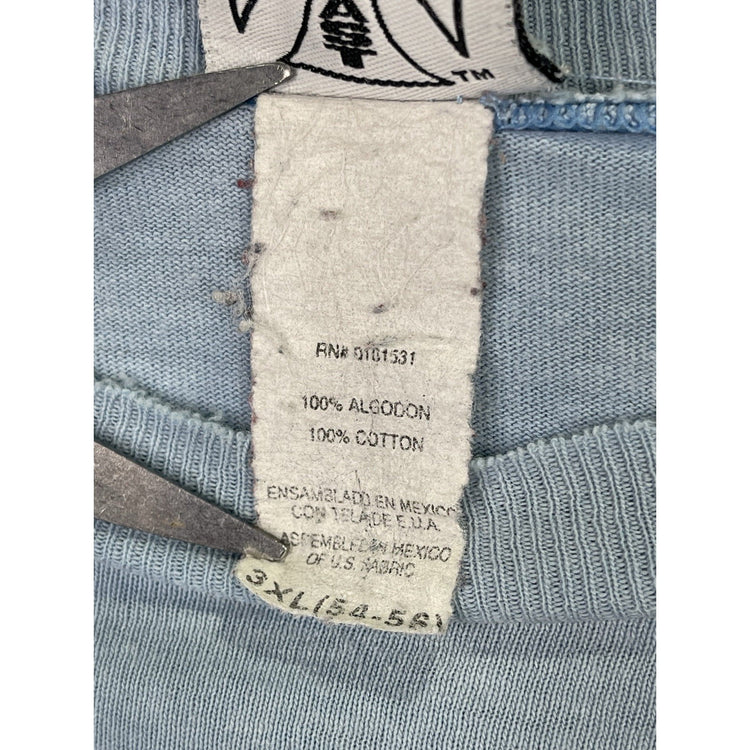 AST
TM
RN# 0101531
100% ALGODON
100% COTTON
ENSAMBLADO EN MEXICO
CON TELA DE E.U.A.
ASSEMBLED IN MEXICO
OF U.S. FABRIC
3XL(54-56)